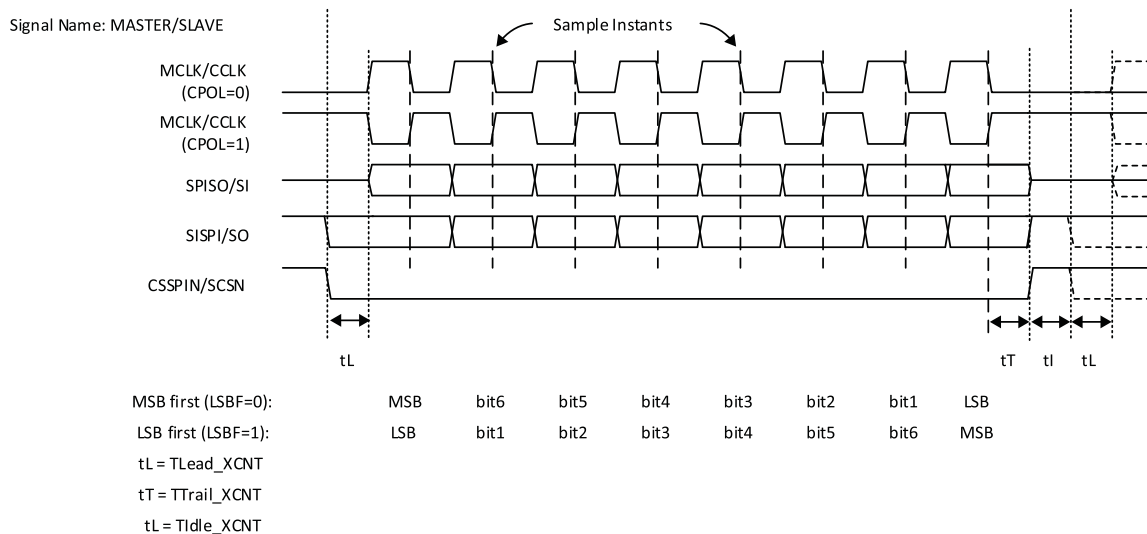 Signal Name: MASTER/SLAVE
Sample Instants
MCLK/CCLK
(CPOL=0)
MCLK/CCLK
(CPOL=1)
SPISO/SI
SISPI/SO
CSSPIN/SCSN
tL tT tI tL
MSB first (LSBF=0): MSB bit6 bit5 bit4 bit3 bit2 bit1 LSB
LSB first (LSBF=1): LSB bit1 bit2 bit3 bit4 bit5 bit6 MSB
tL = TLead_XCNT
tT = TTrail_XCNT
tL = TIdle_XCNT